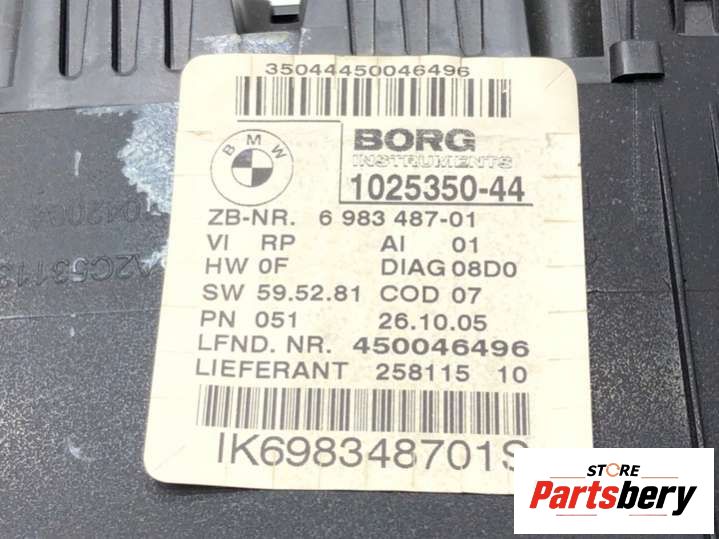 35044450046496
BMW
BORG
INSTRUMENTS
1025350-44
ZB-NR. 6 983 487-01
VI RP AI 01
HW 0F DIAG 08D0
SW 59.52.81 COD 07
PN 051 26.10.05
LFND. NR. 450046496
LIEFERANT 258115 10
IK698348701S
STORE
Partsbery